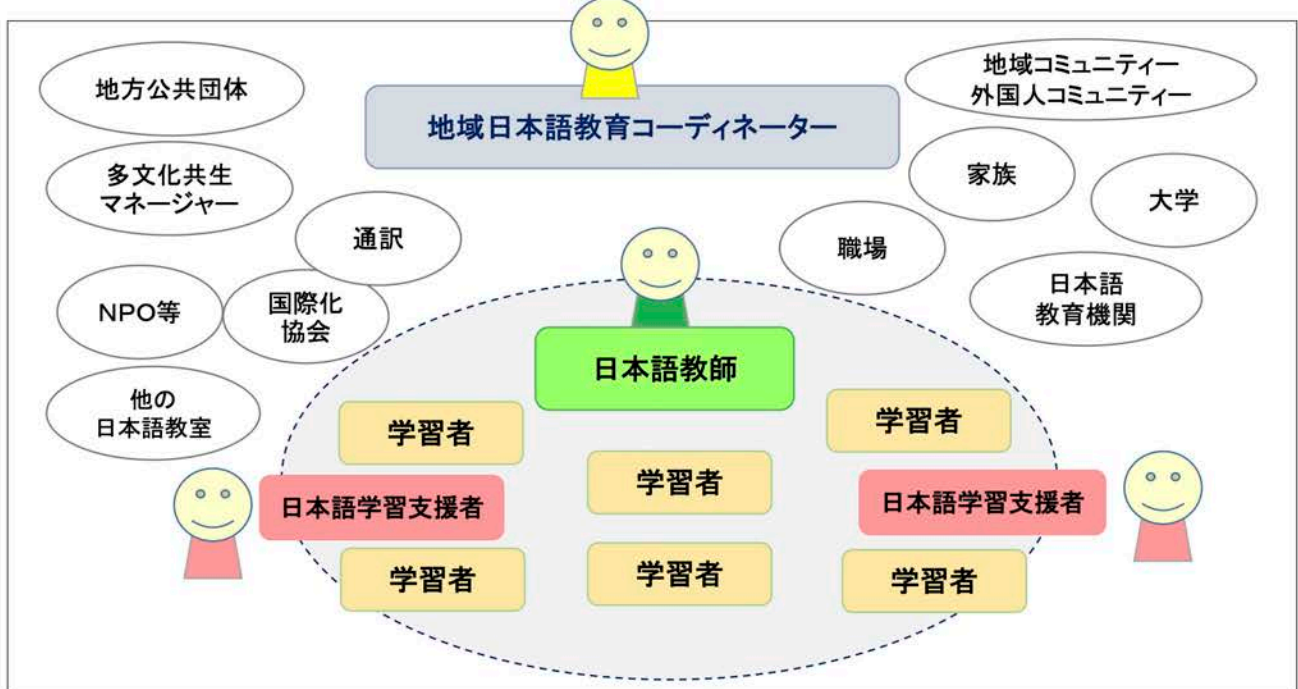 地方公共団体
地域コミュニティー
外国人コミュニティー
地域日本語教育コーディネーター
多文化共生
マネージャー
家族
大学
通訳
職場
NPO等
国際化
協会
日本語
教育機関
日本語教師
他の
日本語教室
学習者
学習者
学習者
日本語学習支援者
日本語学習支援者
学習者
学習者
学習者